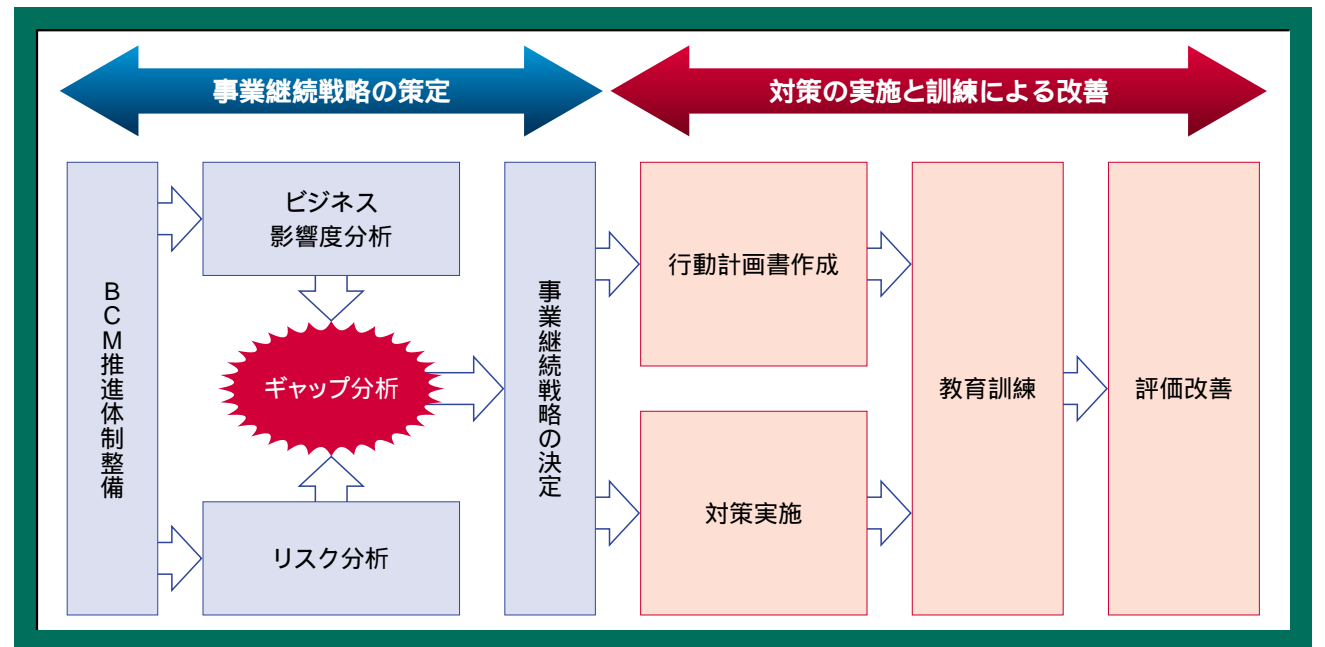 事業継続戦略の策定
対策の実施と訓練による改善
BCM推進体制整備
ビジネス
影響度分析
ギャップ分析
リスク分析
事業継続戦略の決定
行動計画書作成
対策実施
教育訓練
評価改善